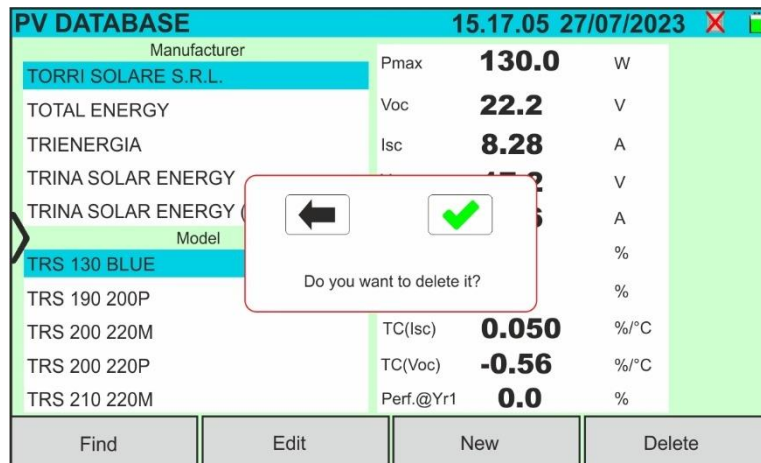 PV DATABASE 15.17.05 27/07/2023
Manufacturer
TORRI SOLARE S.R.L.
TOTAL ENERGY
TRIENERGIA
TRINA SOLAR ENERGY
TRINA SOLAR ENERGY (
Model
TRS 130 BLUE
TRS 190 200P
TRS 200 220M
TRS 200 220P
TRS 210 220M
Pmax 130.0 W
Voc 22.2 V
Isc 8.28 A
V
A
%
%
TC(Isc) 0.050 %/°C
TC(Voc) -0.56 %/°C
Perf.@Yr1 0.0 %
Do you want to delete it?
Find Edit New Delete